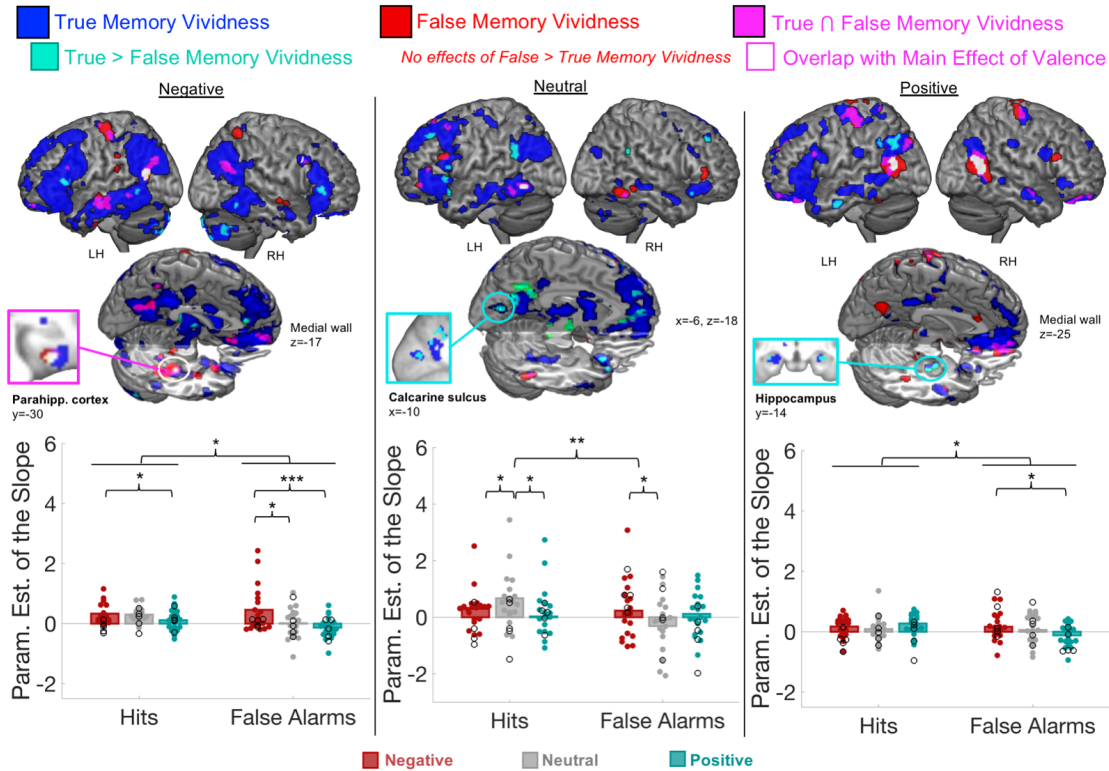 True Memory Vividness
False Memory Vividness
True ∩ False Memory Vividness
True > False Memory Vividness
No effects of False > True Memory Vividness
Overlap with Main Effect of Valence
Negative
Neutral
Positive
LH
RH
LH
RH
LH
RH
Medial wall
z=-17
x=-6, z=-18
Medial wall
z=-25
Parahipp. cortex
y=-30
Calcarine sulcus
x=-10
Hippocampus
y=-14
Param. Est. of the Slope
6
4
2
0
-2
*
*
***
*
Hits
False Alarms
Param. Est. of the Slope
6
4
2
0
-2
**
*
*
*
Hits
False Alarms
Param. Est. of the Slope
6
4
2
0
-2
*
*
Hits
False Alarms
Negative
Neutral
Positive